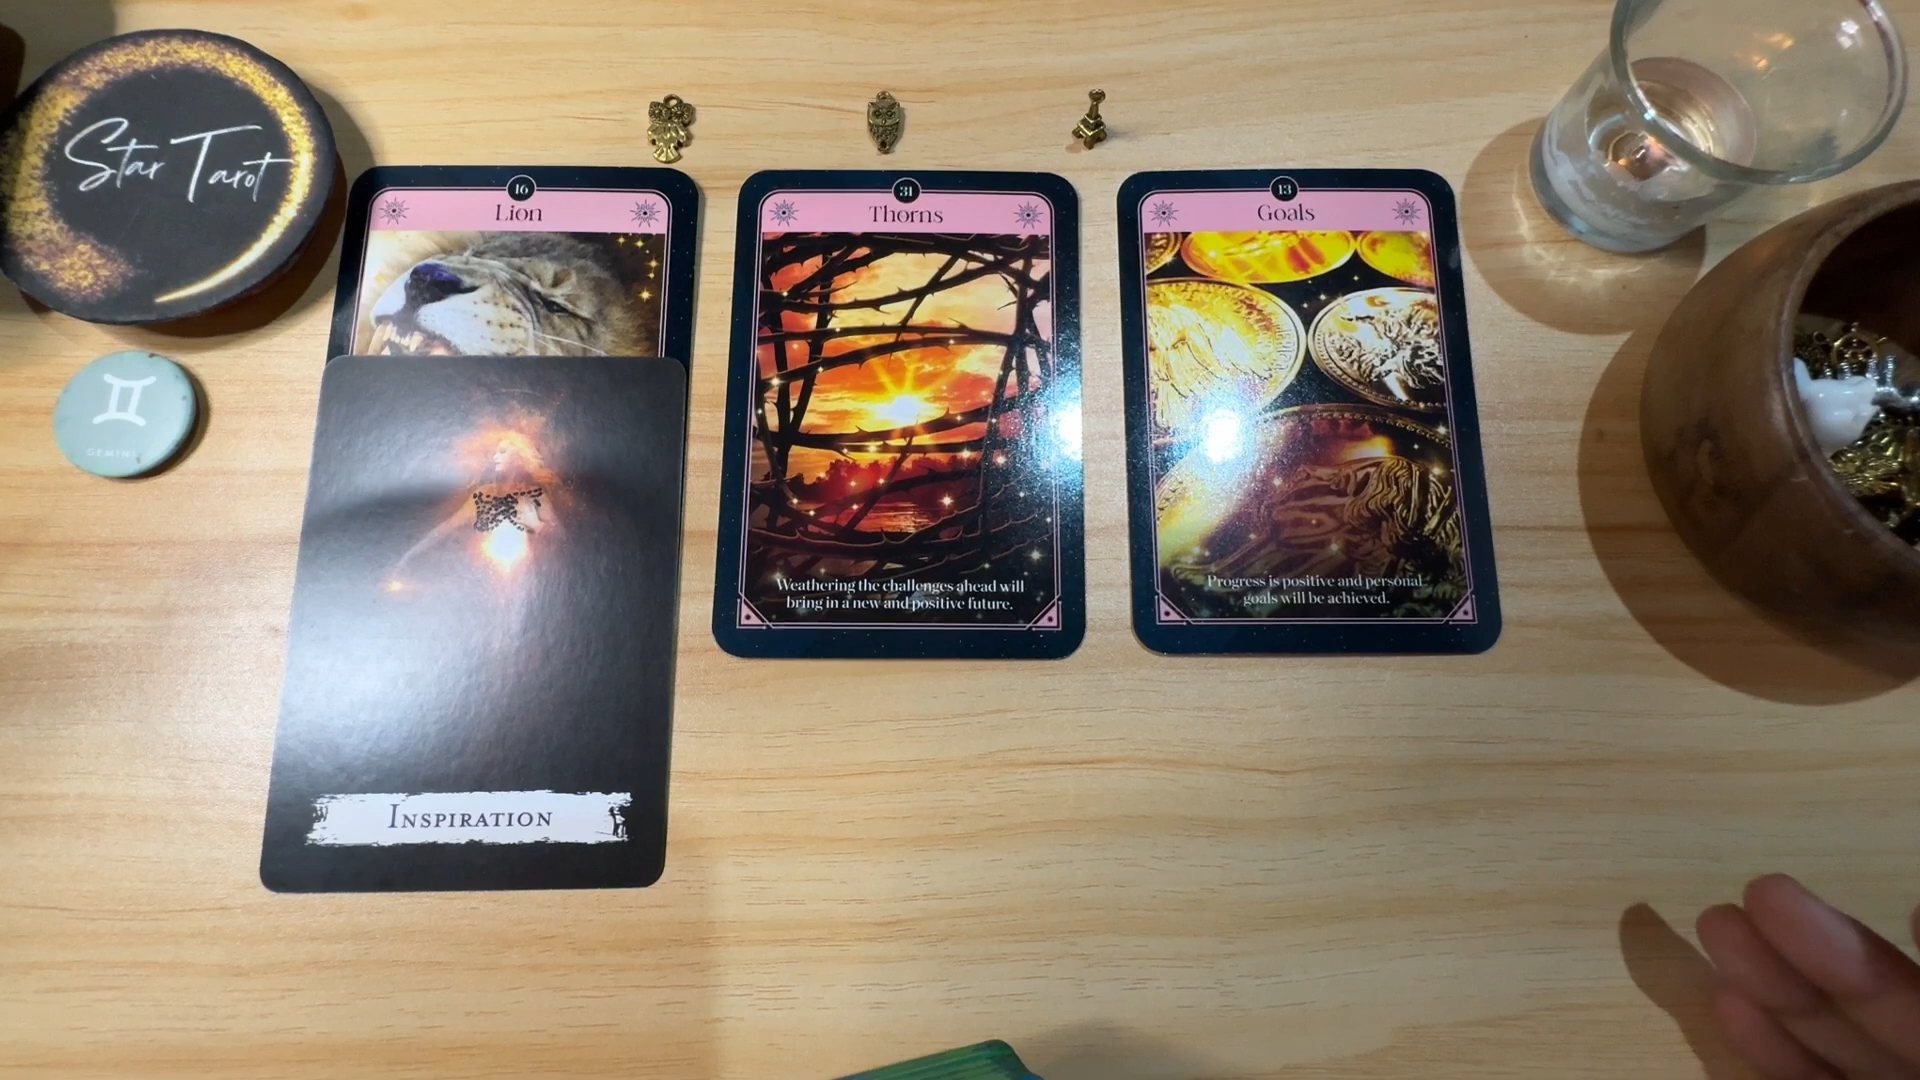 Star Tarot
GEMINI
16
Lion
31
Thorns
Weathering the challenges ahead will
bring in a new and positive future.
13
Goals
Progress is positive and personal
goals will be achieved.
INSPIRATION